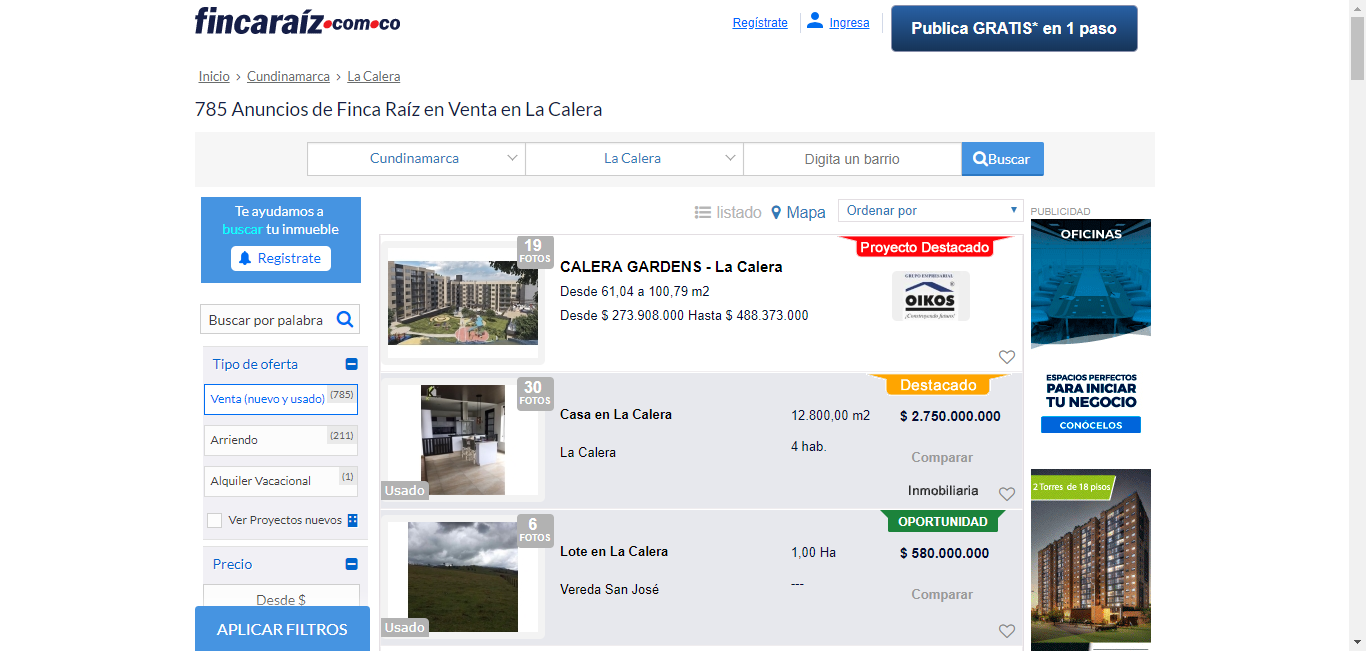 fincaraíz.com.co
Regístrate
Ingresa
Publica GRATIS* en 1 paso
Inicio › Cundinamarca › La Calera
785 Anuncios de Finca Raíz en Venta en La Calera
Cundinamarca
La Calera
Digita un barrio
Buscar
Te ayudamos a
buscar tu inmueble
Registrate
Buscar por palabra
Tipo de oferta
Venta (nuevo y usado) (785)
Arriendo (211)
Alquiler Vacacional (1)
Ver Proyectos nuevos
Precio
Desde $
APLICAR FILTROS
listado
Mapa
Ordenar por
19
FOTOS
CALERA GARDENS - La Calera
Desde 61,04 a 100,79 m2
Desde $ 273.908.000 Hasta $ 488.373.000
Proyecto Destacado
GRUPO EMPRESARIAL
OIKOS
¡Construyendo futuro!
30
FOTOS
Usado
Casa en La Calera
La Calera
12.800,00 m2
4 hab.
Destacado
$ 2.750.000.000
Comparar
Inmobiliaria
6
FOTOS
Usado
Lote en La Calera
Vereda San José
1,00 Ha
---
OPORTUNIDAD
$ 580.000.000
Comparar
PUBLICIDAD
OFICINAS
ESPACIOS PERFECTOS
PARA INICIAR
TU NEGOCIO
CONÓCELOS
2 Torres de 18 pisos